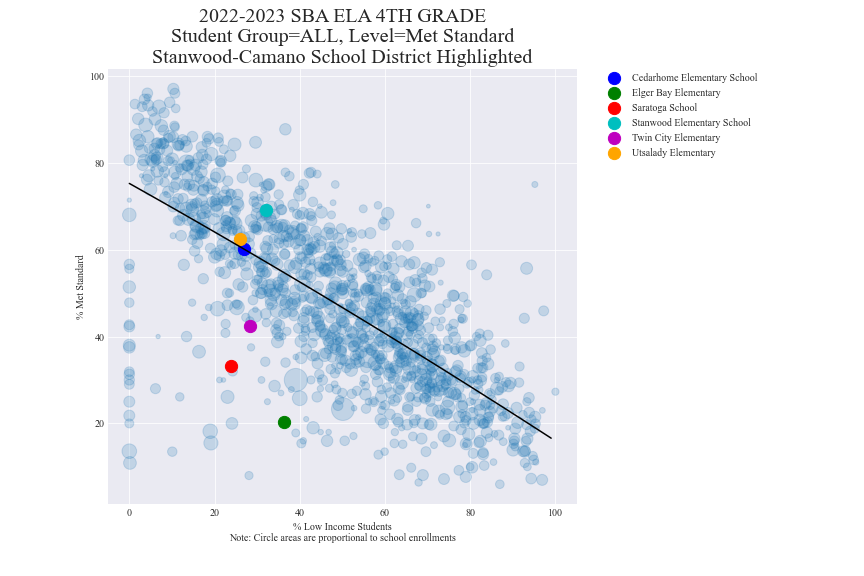 2022-2023 SBA ELA 4TH GRADE
Student Group=ALL, Level=Met Standard
Stanwood-Camano School District Highlighted
Cedarhome Elementary School
Elger Bay Elementary
Saratoga School
Stanwood Elementary School
Twin City Elementary
Utsalady Elementary
% Met Standard
100
80
60
40
20
0 20 40 60 80 100
% Low Income Students
Note: Circle areas are proportional to school enrollments